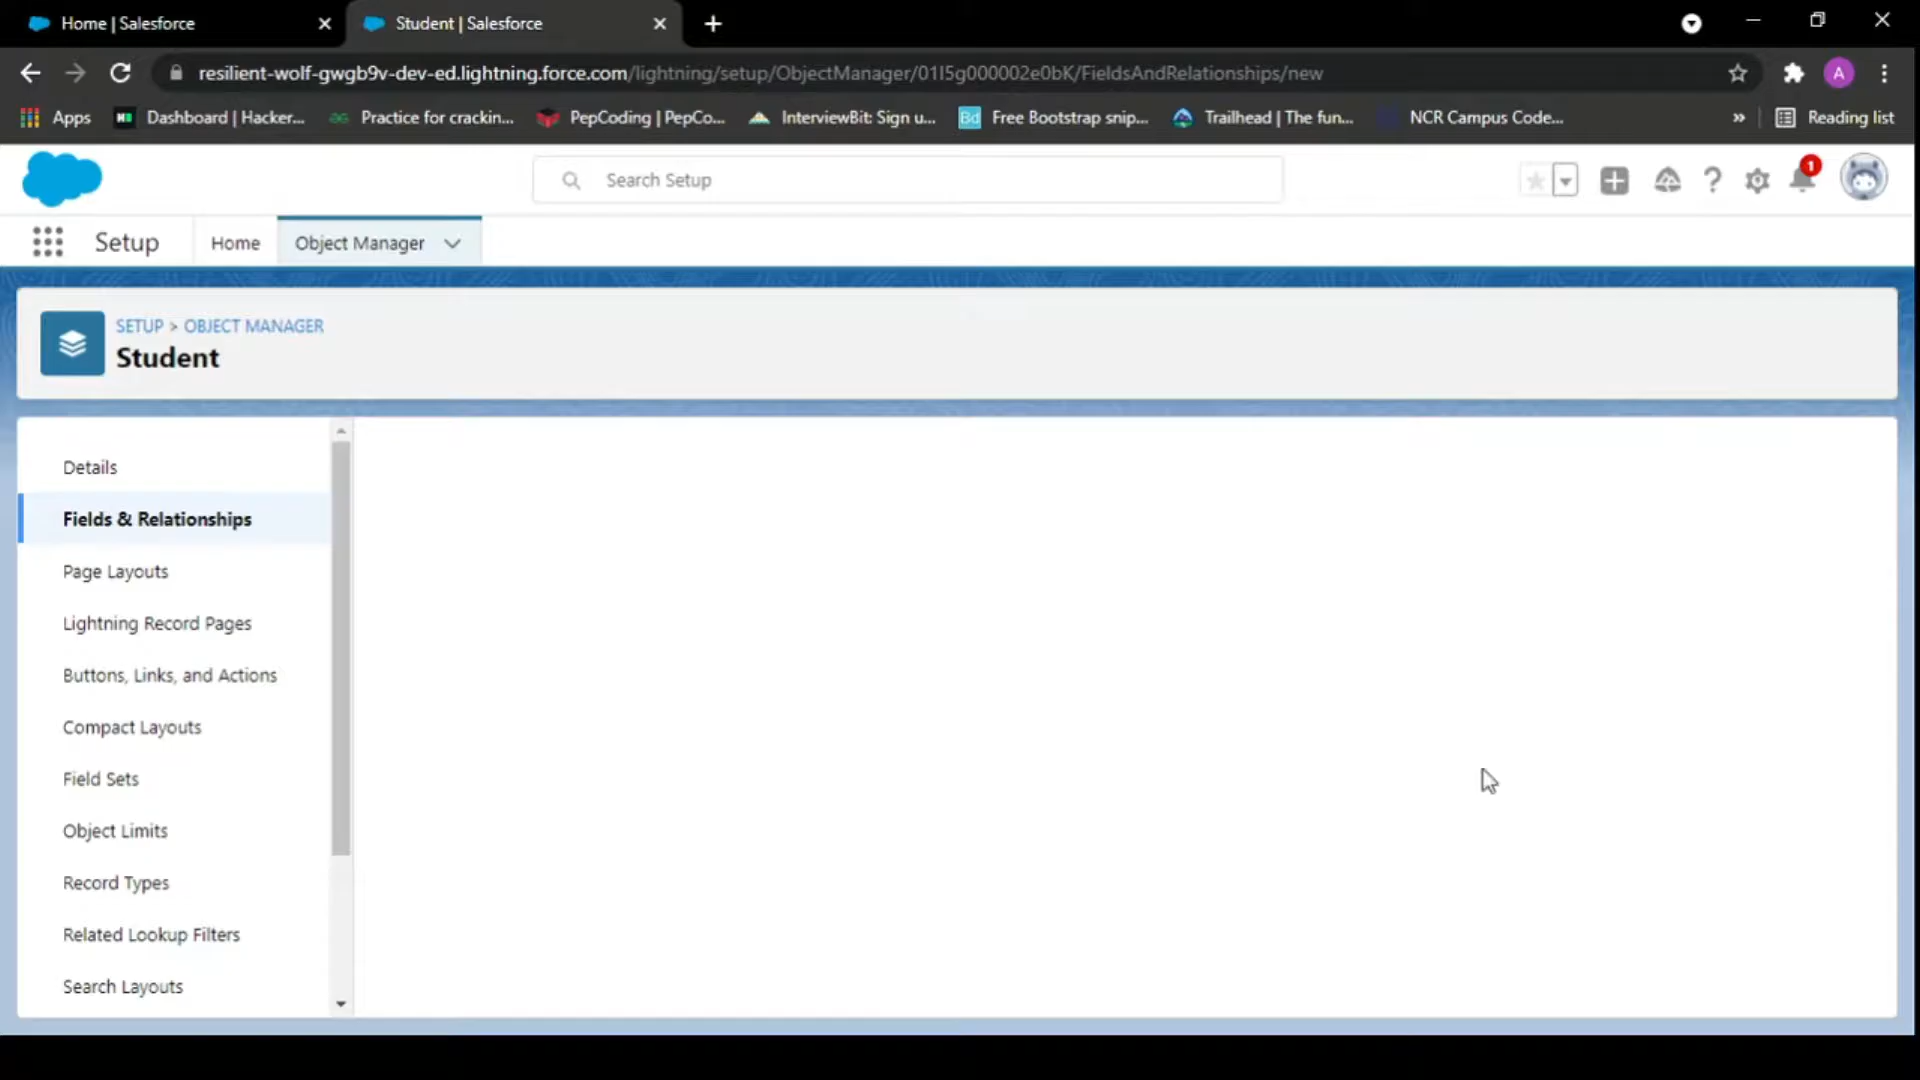 Home | Salesforce
Student | Salesforce
resilient-wolf-gwgb9v-dev-ed.lightning.force.com/lightning/setup/ObjectManager/01I5g000002e0bK/FieldsAndRelationships/new
A
Apps
Dashboard | Hacker...
Practice for crackin...
PepCoding | PepCo...
InterviewBit: Sign u...
Bd
Free Bootstrap snip...
Trailhead | The fun...
NCR Campus Code...
»
Reading list
Search Setup
1
Setup
Home
Object Manager
SETUP > OBJECT MANAGER
Student
Details
Fields & Relationships
Page Layouts
Lightning Record Pages
Buttons, Links, and Actions
Compact Layouts
Field Sets
Object Limits
Record Types
Related Lookup Filters
Search Layouts